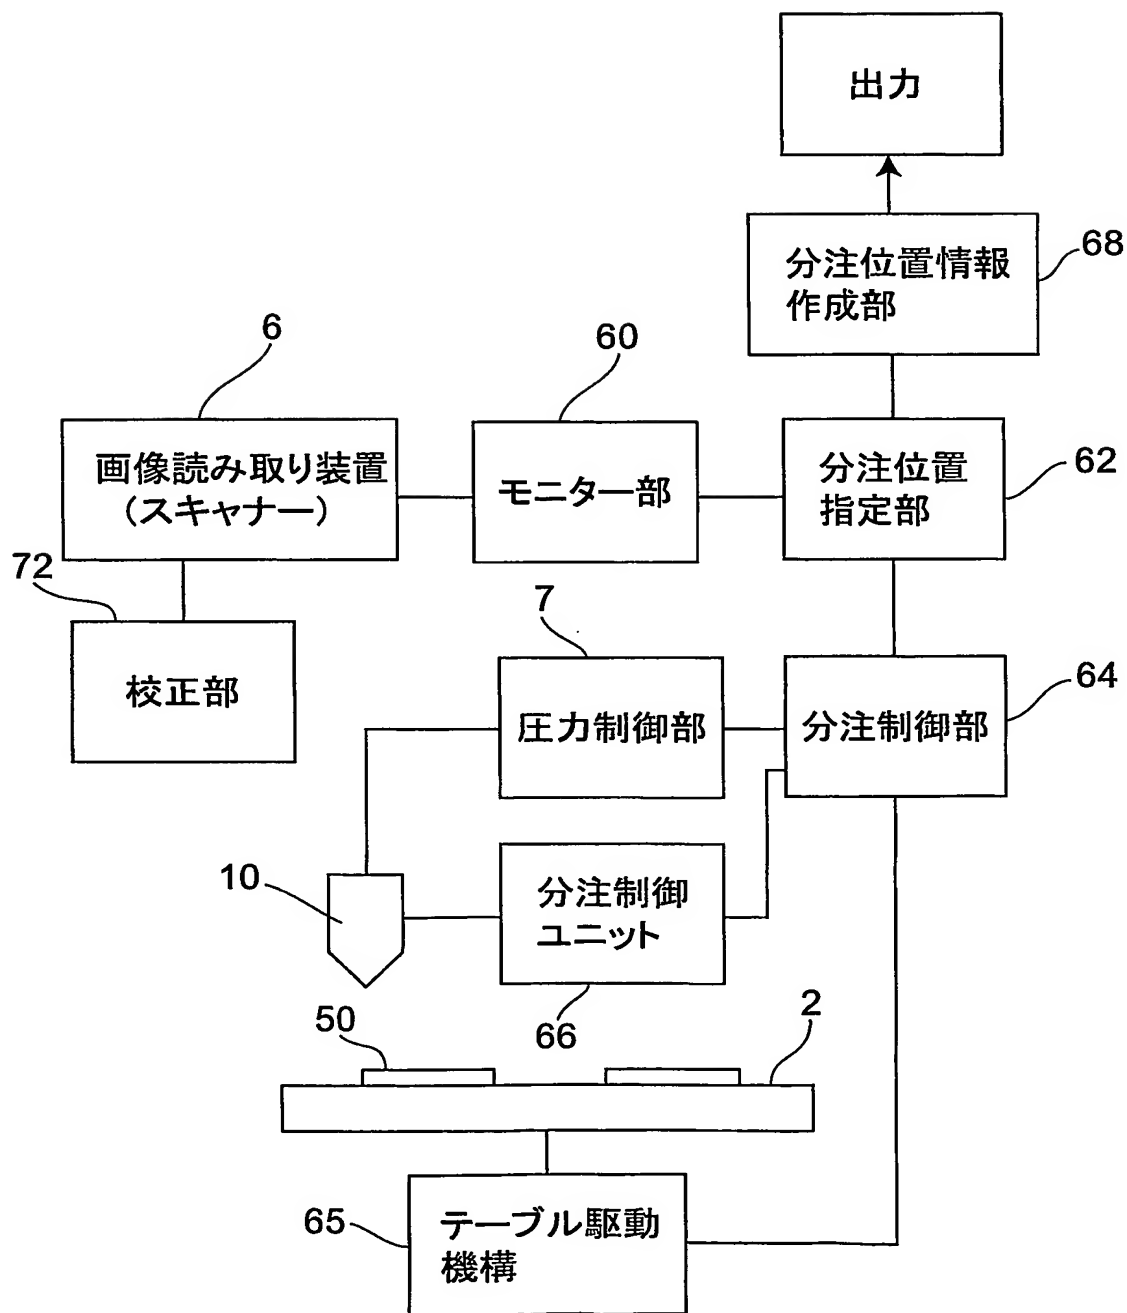 出力
分注位置情報
作成部
68
6
60
画像読み取り装置
(スキャナー)
モニター部
分注位置
指定部
62
72
校正部
7
圧力制御部
分注制御部
64
10
分注制御
ユニット
66
50
2
65
テーブル駆動
機構